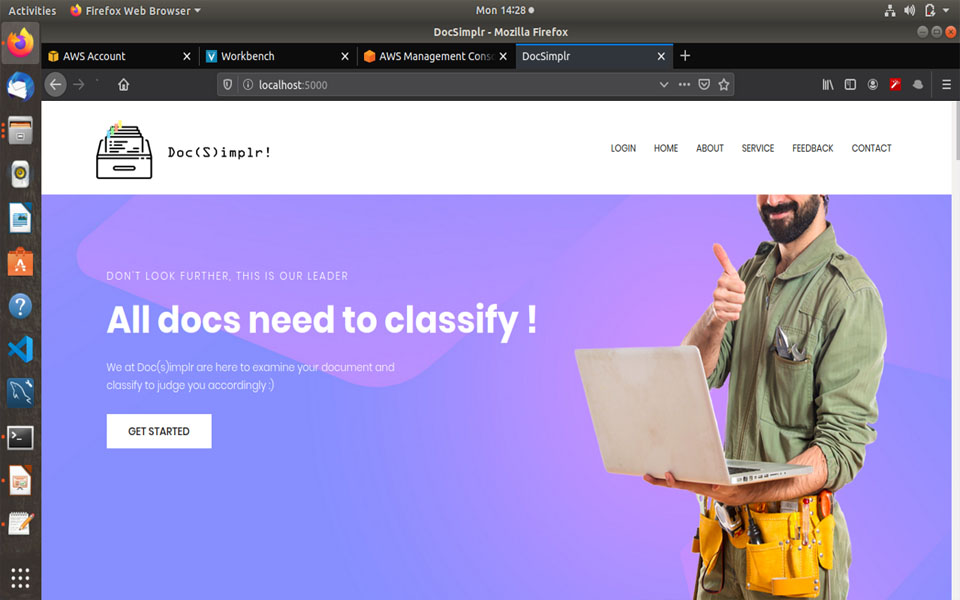 Activities Firefox Web Browser Mon 14:28
DocSimplr - Mozilla Firefox
AWS Account Workbench AWS Management Conso DocSimplr
localhost:5000
Doc(S)implr! LOGIN HOME ABOUT SERVICE FEEDBACK CONTACT
DON'T LOOK FURTHER, THIS IS OUR LEADER
All docs need to classify !
We at Doc(s)implr are here to examine your document and
classify to judge you accordingly :)
GET STARTED